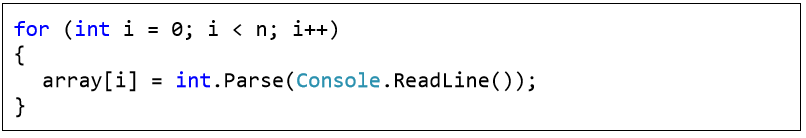 for (int i = 0; i < n; i++)
{
   array[i] = int.Parse(Console.ReadLine());
}